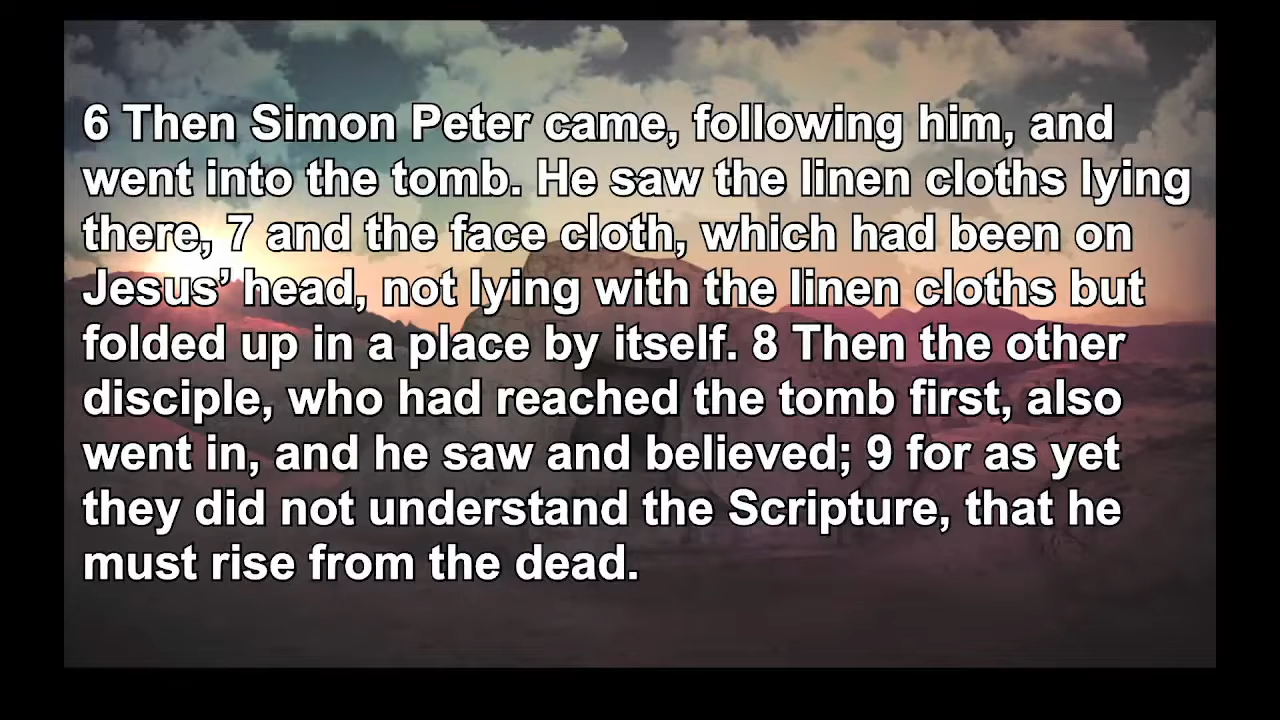 6 Then Simon Peter came, following him, and
went into the tomb. He saw the linen cloths lying
there, 7 and the face cloth, which had been on
Jesus’ head, not lying with the linen cloths but
folded up in a place by itself. 8 Then the other
disciple, who had reached the tomb first, also
went in, and he saw and believed; 9 for as yet
they did not understand the Scripture, that he
must rise from the dead.